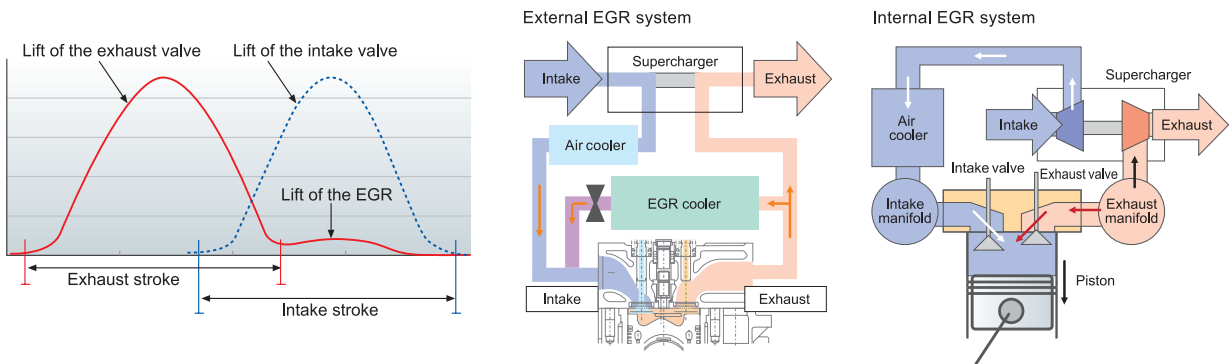 Lift of the exhaust valve
Lift of the intake valve
Lift of the EGR
Exhaust stroke
Intake stroke
External EGR system
Supercharger
Intake
Exhaust
Air cooler
EGR cooler
Intake
Exhaust
Internal EGR system
Supercharger
Air
cooler
Intake
Exhaust
Intake valve
Exhaust valve
Intake
manifold
Exhaust
manifold
Piston